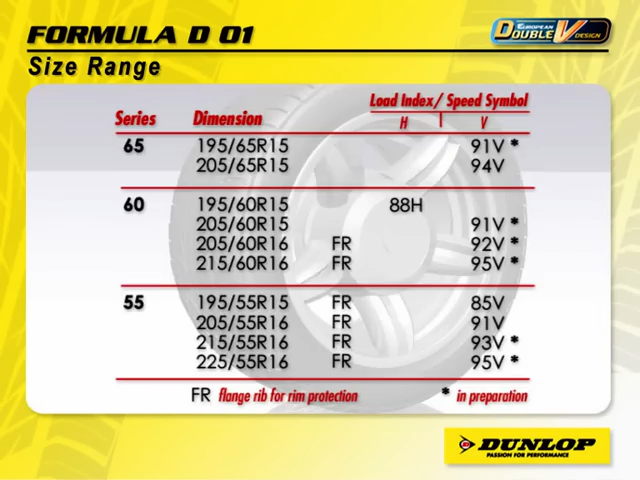 FORMULA D 01
EUROPEAN
DOUBLE V DESIGN
Size Range
Load Index/ Speed Symbol
Series Dimension H V
65 195/65R15 91V *
205/65R15 94V
60 195/60R15 88H
205/60R15 91V *
205/60R16 FR 92V *
215/60R16 FR 95V *
55 195/55R15 FR 85V
205/55R16 FR 91V
215/55R16 FR 93V *
225/55R16 FR 95V *
FR flange rib for rim protection * in preparation
DUNLOP
PASSION FOR PERFORMANCE